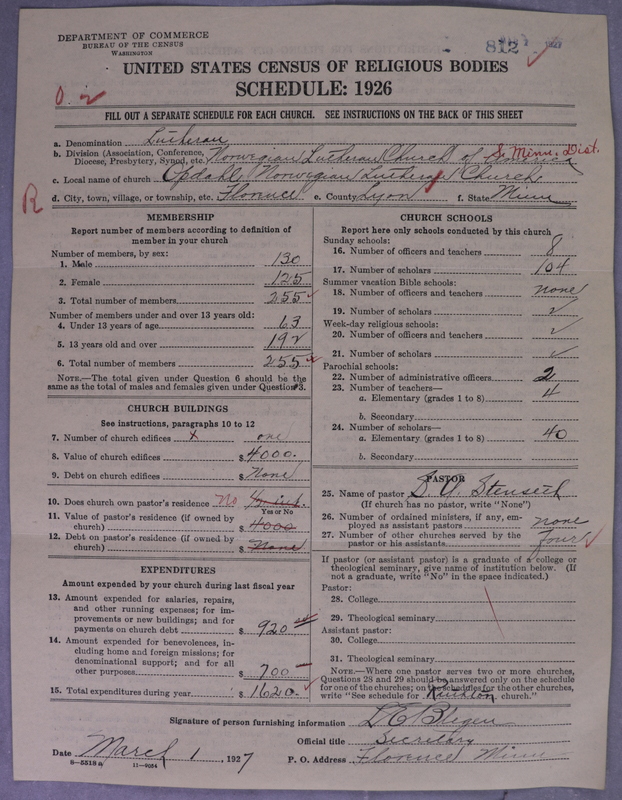 DEPARTMENT OF COMMERCE
BUREAU OF THE CENSUS
WASHINGTON
812
UNITED STATES CENSUS OF RELIGIOUS BODIES
SCHEDULE: 1926
FILL OUT A SEPARATE SCHEDULE FOR EACH CHURCH. SEE INSTRUCTIONS ON THE BACK OF THIS SHEET
a. Denomination Lutheran
b. Division (Association, Conference, Diocese, Presbytery, Synod, etc. Norwegian Lutheran Church of America S. Minn. Dist.
c. Local name of church Opdahl Norwegian Lutheran Church
R
d. City, town, village, or township, etc. Florence e. County Lyon f. State Minn
MEMBERSHIP
Report number of members according to definition of
member in your church
Number of members, by sex:
1. Male 130
2. Female 125
3. Total number of members 255
Number of members under and over 13 years old:
4. Under 13 years of age 63
5. 13 years old and over 192
6. Total number of members 255
NOTE.—The total given under Question 6 should be the
same as the total of males and females given under Question 3.
CHURCH BUILDINGS
See instructions, paragraphs 10 to 12
7. Number of church edifices x one
8. Value of church edifices $ 4000.
9. Debt on church edifices $ None
10. Does church own pastor's residence No
Yes or No
11. Value of pastor's residence (if owned by
church) $ 4000
12. Debt on pastor's residence (if owned by
church) $ None
EXPENDITURES
Amount expended by your church during last fiscal year
13. Amount expended for salaries, repairs,
and other running expenses; for im-
provements or new buildings; and for
payments on church debt $ 920
14. Amount expended for benevolences, in-
cluding home and foreign missions; for
denominational support; and for all
other purposes $ 700
15. Total expenditures during year $ 1620.
CHURCH SCHOOLS
Report here only schools conducted by this church
Sunday schools:
16. Number of officers and teachers 8
17. Number of scholars 104
Summer vacation Bible schools:
18. Number of officers and teachers none
19. Number of scholars
Week-day religious schools:
20. Number of officers and teachers
21. Number of scholars
Parochial schools:
22. Number of administrative officers 2
23. Number of teachers—
a. Elementary (grades 1 to 8) 4
b. Secondary
24. Number of scholars—
a. Elementary (grades 1 to 8) 40
b. Secondary
PASTOR
25. Name of pastor S. A. Stenseth
(If church has no pastor, write "None")
26. Number of ordained ministers, if any, em-
ployed as assistant pastors none
27. Number of other churches served by the
pastor or his assistants four
If pastor (or assistant pastor) is a graduate of a college or
theological seminary, give name of institution below. (If
not a graduate, write "No" in the space indicated.)
Pastor:
28. College
29. Theological seminary
Assistant pastor:
30. College
31. Theological seminary
NOTE.—Where one pastor serves two or more churches,
Questions 28 and 29 should be answered only on the schedule
for one of the churches; on the schedules for the other churches,
write "See schedule for Ruthton church."
Signature of person furnishing information L E Blegen
Official title Secretary
Date March 1, 1927 P. O. Address Florence Minn
8-5518a 11-9054